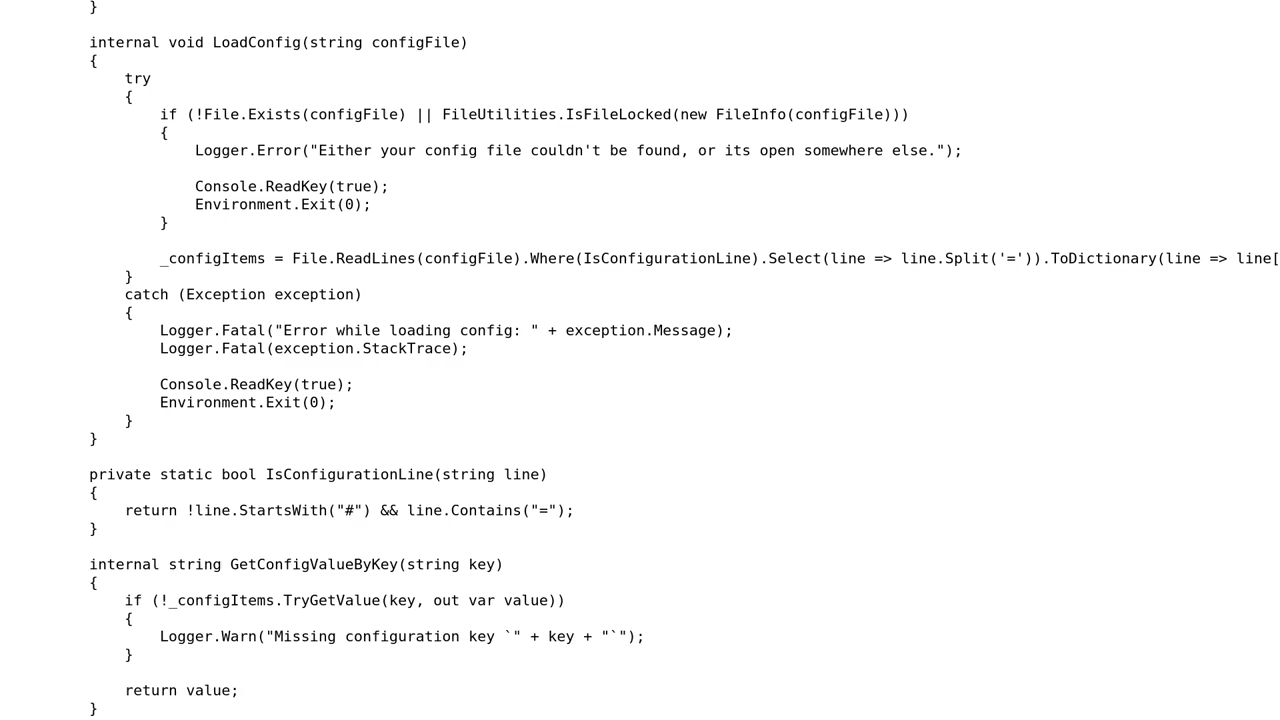 }
internal void LoadConfig(string configFile)
{
try
{
if (!File.Exists(configFile) || FileUtilities.IsFileLocked(new FileInfo(configFile)))
{
Logger.Error("Either your config file couldn't be found, or its open somewhere else.");
Console.ReadKey(true);
Environment.Exit(0);
}
_configItems = File.ReadLines(configFile).Where(IsConfigurationLine).Select(line => line.Split('=')).ToDictionary(line => line[
}
catch (Exception exception)
{
Logger.Fatal("Error while loading config: " + exception.Message);
Logger.Fatal(exception.StackTrace);
Console.ReadKey(true);
Environment.Exit(0);
}
}
private static bool IsConfigurationLine(string line)
{
return !line.StartsWith("#") && line.Contains("=");
}
internal string GetConfigValueByKey(string key)
{
if (!_configItems.TryGetValue(key, out var value))
{
Logger.Warn("Missing configuration key `" + key + "`");
}
return value;
}